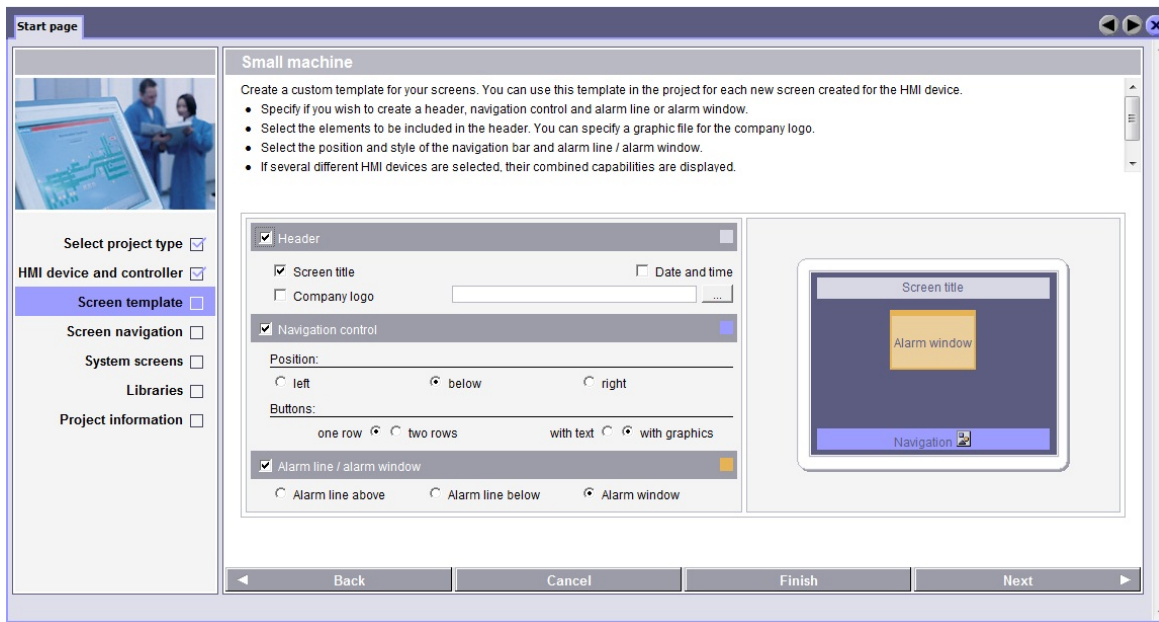 Start page
Small machine
Create a custom template for your screens. You can use this template in the project for each new screen created for the HMI device.
• Specify if you wish to create a header, navigation control and alarm line or alarm window.
• Select the elements to be included in the header. You can specify a graphic file for the company logo.
• Select the position and style of the navigation bar and alarm line / alarm window.
• If several different HMI devices are selected, their combined capabilities are displayed.
Select project type
HMI device and controller
Screen template
Screen navigation
System screens
Libraries
Project information
Header
Screen title Date and time
Company logo ...
Navigation control
Position:
left below right
Buttons:
one row two rows with text with graphics
Alarm line / alarm window
Alarm line above Alarm line below Alarm window
Screen title
Alarm window
Navigation
Back Cancel Finish Next